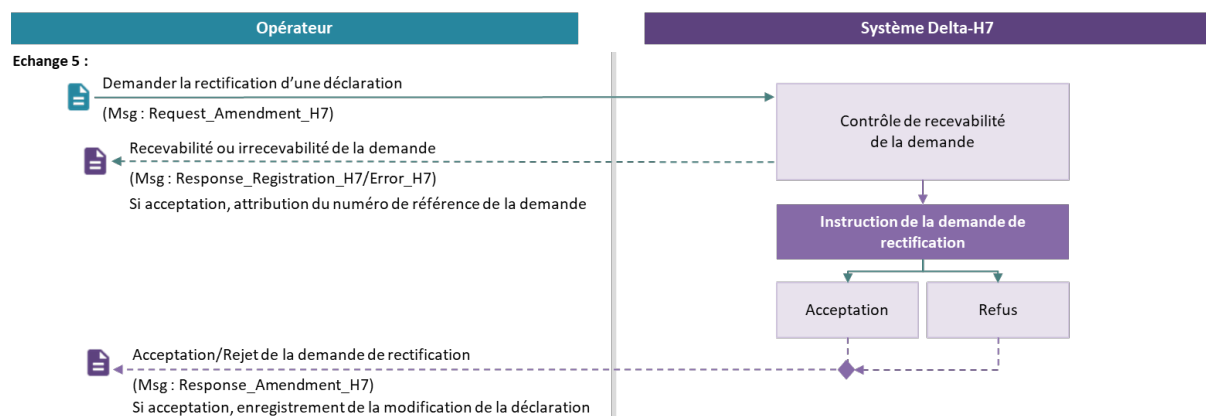 Opérateur
Système Delta-H7
Echange 5 :
Demander la rectification d'une déclaration
(Msg : Request_Amendment_H7)
Contrôle de recevabilité
de la demande
Recevabilité ou irrecevabilité de la demande
(Msg : Response_Registration_H7/Error_H7)
Si acceptation, attribution du numéro de référence de la demande
Instruction de la demande de
rectification
Acceptation
Refus
Acceptation/Rejet de la demande de rectification
(Msg : Response_Amendment_H7)
Si acceptation, enregistrement de la modification de la déclaration